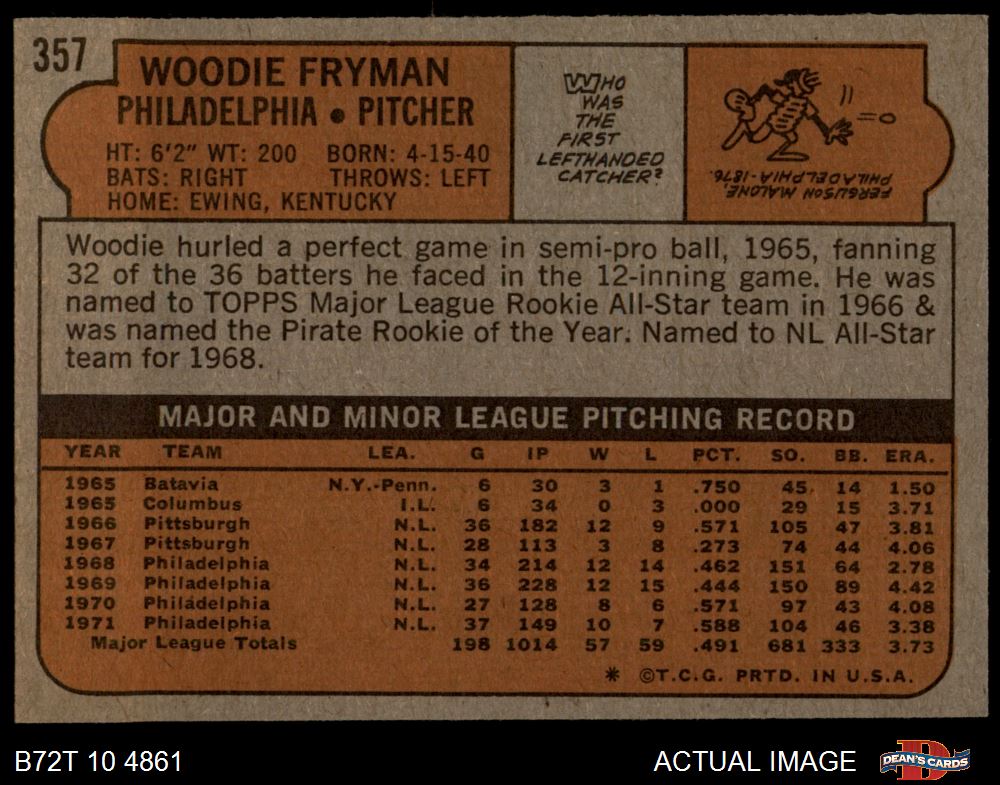 357
WOODIE FRYMAN
PHILADELPHIA • PITCHER
HT: 6'2" WT: 200 BORN: 4-15-40
BATS: RIGHT THROWS: LEFT
HOME: EWING, KENTUCKY
WHO
WAS
THE
FIRST
LEFTHANDED
CATCHER?
FERGUSON MALONE,
PHILADELPHIA-1876.
Woodie hurled a perfect game in semi-pro ball, 1965, fanning
32 of the 36 batters he faced in the 12-inning game. He was
named to TOPPS Major League Rookie All-Star team in 1966 &
was named the Pirate Rookie of the Year. Named to NL All-Star
team for 1968.
MAJOR AND MINOR LEAGUE PITCHING RECORD
YEAR TEAM LEA. G IP W L PCT. SO. BB. ERA.
1965 Batavia N.Y.-Penn. 6 30 3 1 .750 45 14 1.50
1965 Columbus I.L. 6 34 0 3 .000 29 15 3.71
1966 Pittsburgh N.L. 36 182 12 9 .571 105 47 3.81
1967 Pittsburgh N.L. 28 113 3 8 .273 74 44 4.06
1968 Philadelphia N.L. 34 214 12 14 .462 151 64 2.78
1969 Philadelphia N.L. 36 228 12 15 .444 150 89 4.42
1970 Philadelphia N.L. 27 128 8 6 .571 97 43 4.08
1971 Philadelphia N.L. 37 149 10 7 .588 104 46 3.38
Major League Totals 198 1014 57 59 .491 681 333 3.73
* ©T.C.G. PRTD. IN U.S.A.
B72T 10 4861 ACTUAL IMAGE
D
DEAN'S CARDS